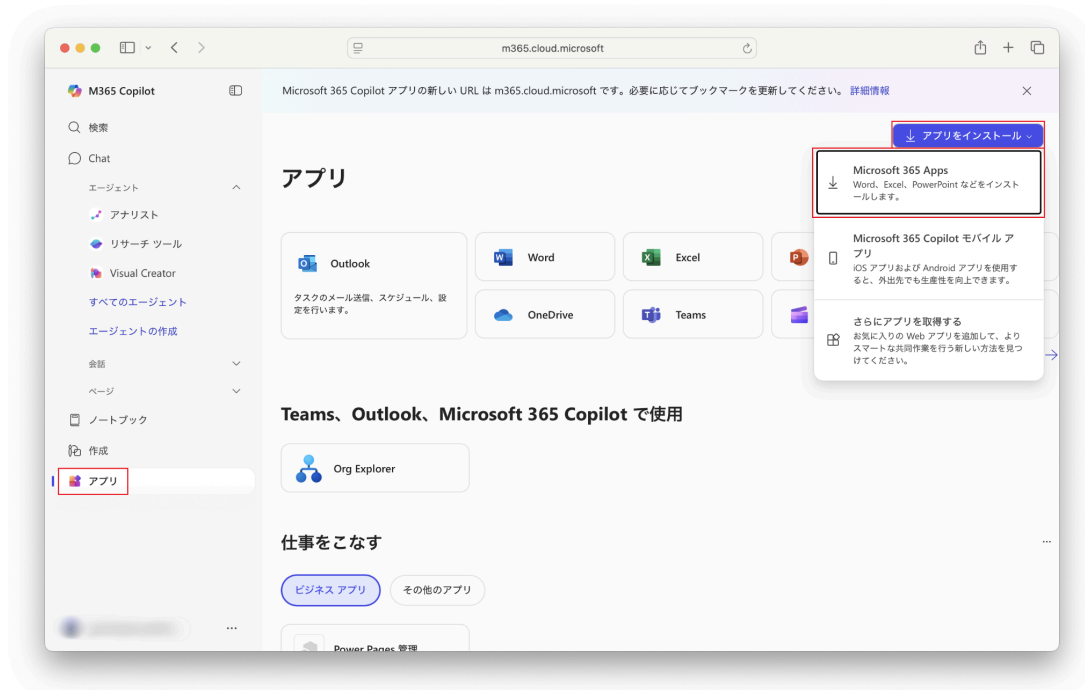 m365.cloud.microsoft
M365 Copilot
Microsoft 365 Copilot アプリの新しい URL は m365.cloud.microsoft です。必要に応じてブックマークを更新してください。 詳細情報
検索
Chat
エージェント
アナリスト
リサーチ ツール
Visual Creator
すべてのエージェント
エージェントの作成
会話
ページ
ノートブック
作成
アプリ
アプリをインストール
Microsoft 365 Apps
Word、Excel、PowerPoint などをインスト
ールします。
Microsoft 365 Copilot モバイル ア
プリ
iOS アプリおよび Android アプリを使用す
ると、外出先でも生産性を向上できます。
さらにアプリを取得する
お気に入りの Web アプリを追加して、より
スマートな共同作業を行う新しい方法を見つ
けてください。
アプリ
Outlook
タスクのメール送信、スケジュール、設
定を行います。
Word
Excel
OneDrive
Teams
Teams、Outlook、Microsoft 365 Copilot で使用
Org Explorer
仕事をこなす
ビジネス アプリ
その他のアプリ
Power Pages 管理